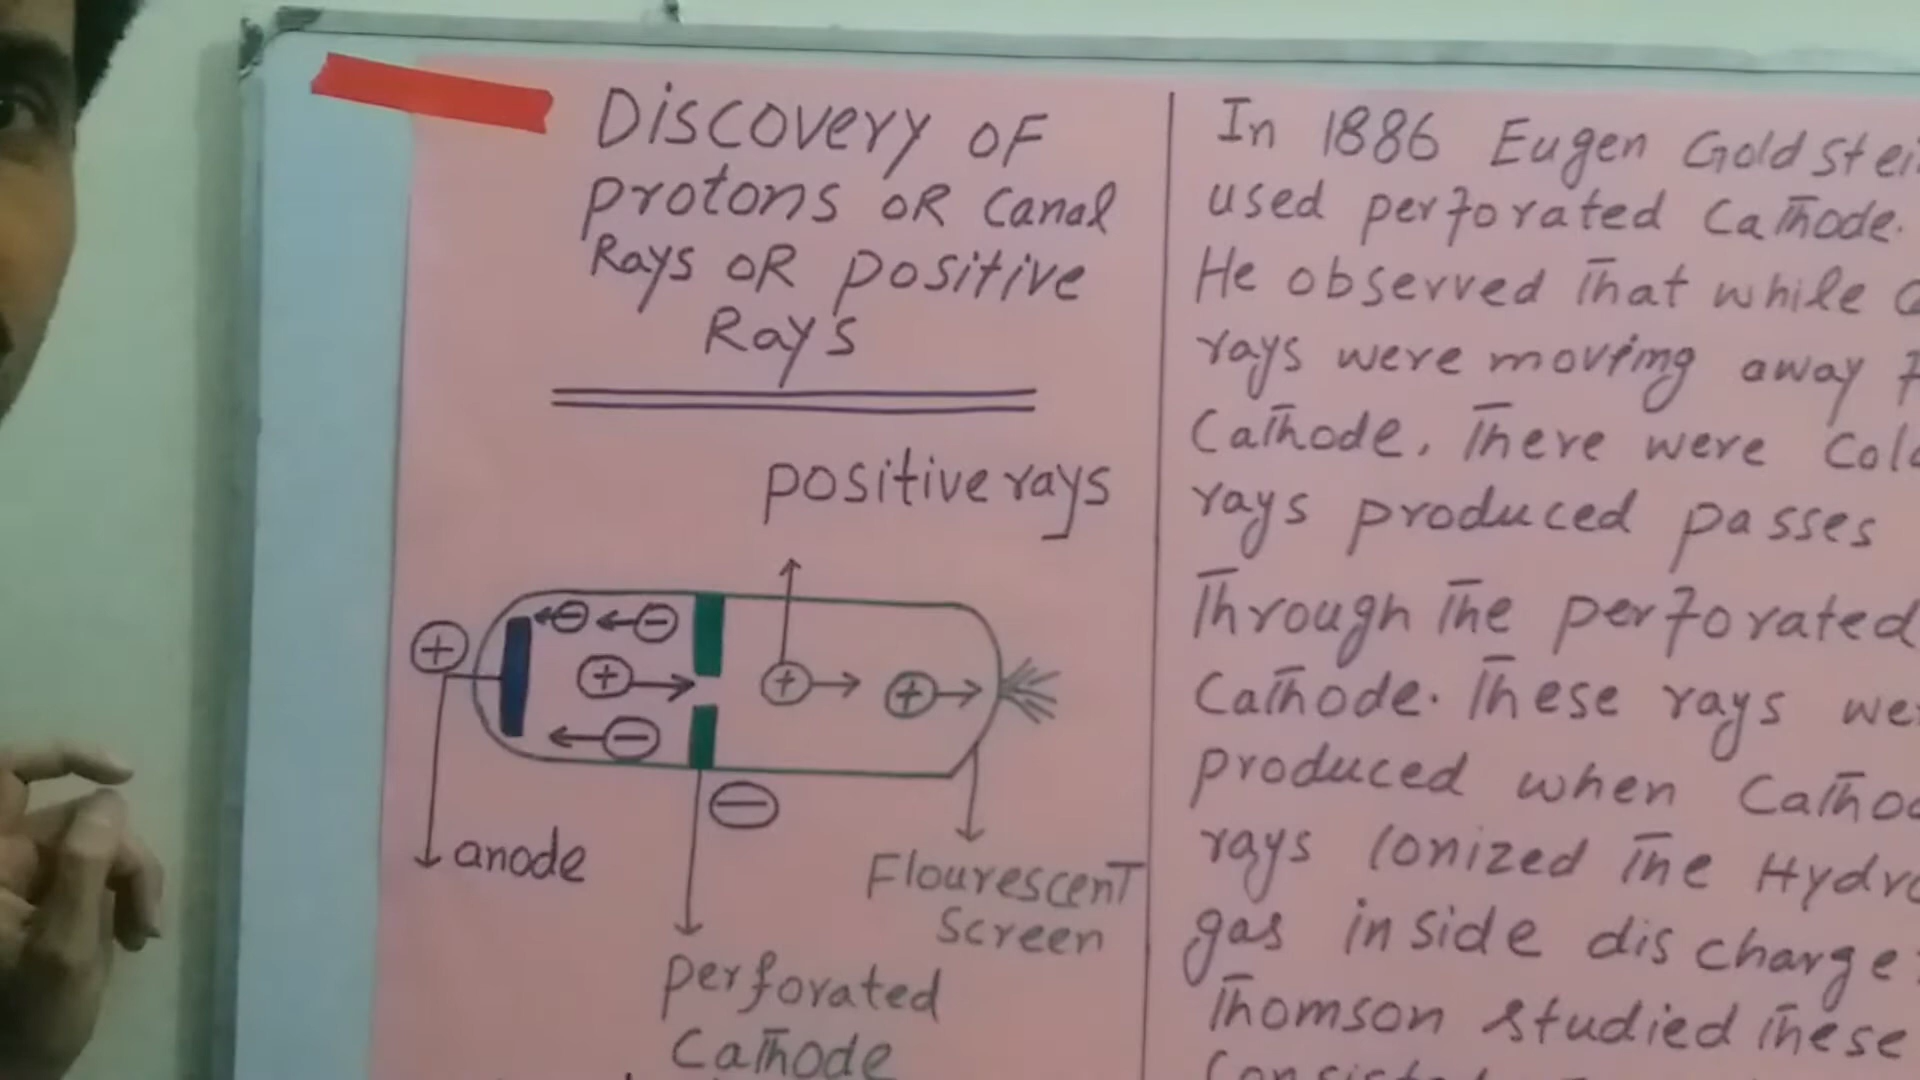 Discovery OF
protons OR Canal
Rays OR positive
Rays
positive rays
anode
Flourescent
Screen
perforated
Cathode
In 1886 Eugen Gold
used perforated Cathode.
He observed that while
rays were moving away
Cathode, There were
rays produced passes
Through The perforated
Cathode. These rays
produced when
rays Ionized The
gas inside discharge
Thomson studied These